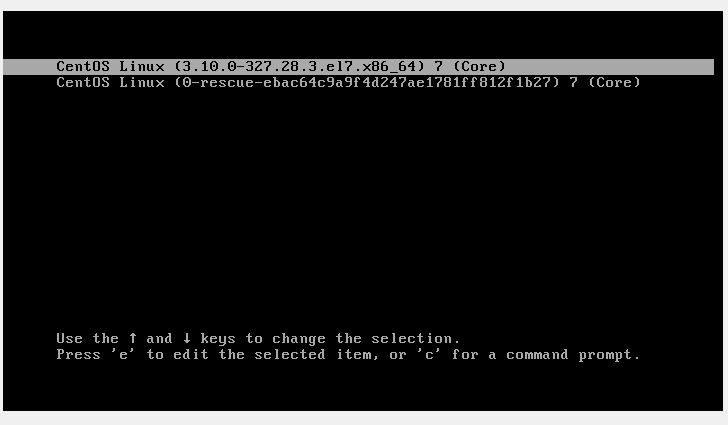 CentOS Linux (3.10.0-327.28.3.el7.x86_64) 7 (Core)
CentOS Linux (0-rescue-ebac64c9a9f4d247ae1781ff812f1b27) 7 (Core)
Use the ↑ and ↓ keys to change the selection.
Press 'e' to edit the selected item, or 'c' for a command prompt.